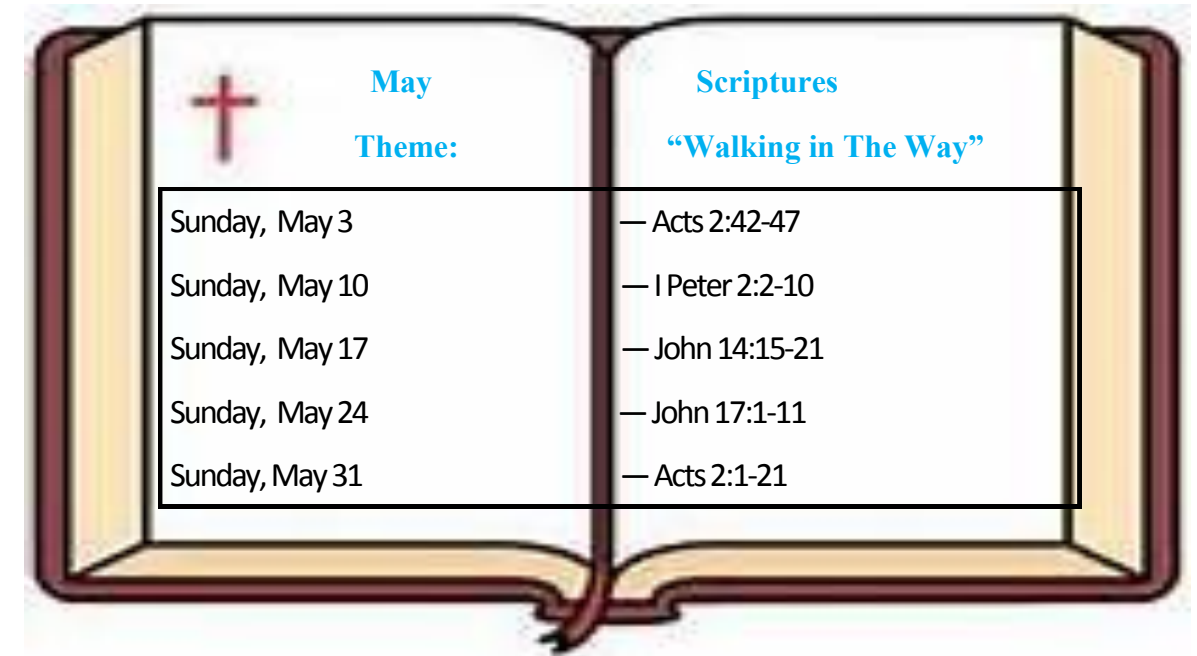 May Scriptures
Theme: “Walking in The Way”
Sunday, May 3 — Acts 2:42-47
Sunday, May 10 — I Peter 2:2-10
Sunday, May 17 — John 14:15-21
Sunday, May 24 — John 17:1-11
Sunday, May 31 — Acts 2:1-21